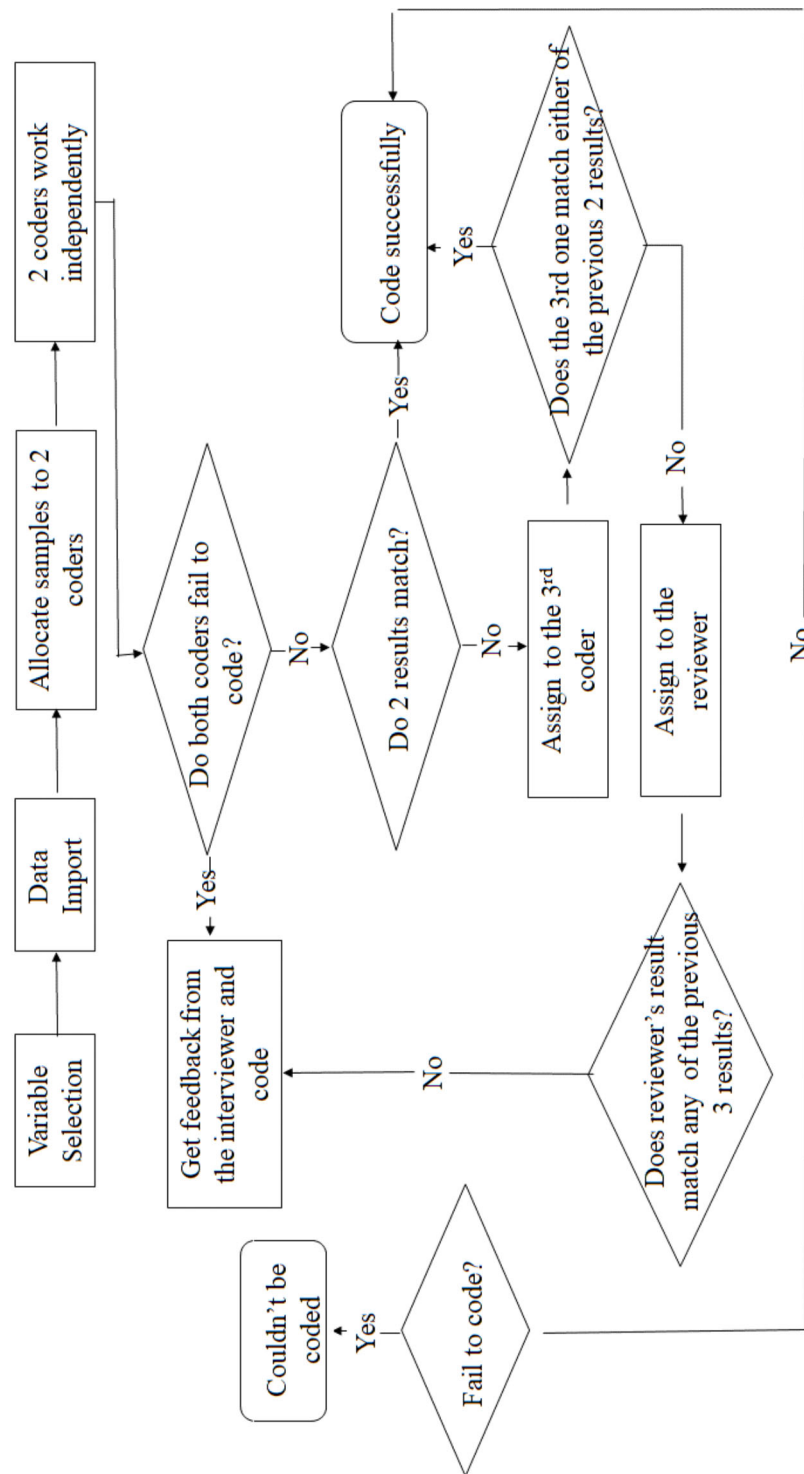 Variable
Selection
Data
Import
Allocate samples to 2
coders
2 coders work
independently
Do both coders fail to
code?
Yes
No
Get feedback from
the interviewer and
code
Do 2 results match?
Yes
No
Code successfully
Assign to the 3rd
coder
Does the 3rd one match either of
the previous 2 results?
Yes
No
Assign to the
reviewer
Does reviewer's result
match any of the previous
3 results?
No
Fail to code?
Yes
Couldn't be
coded
No